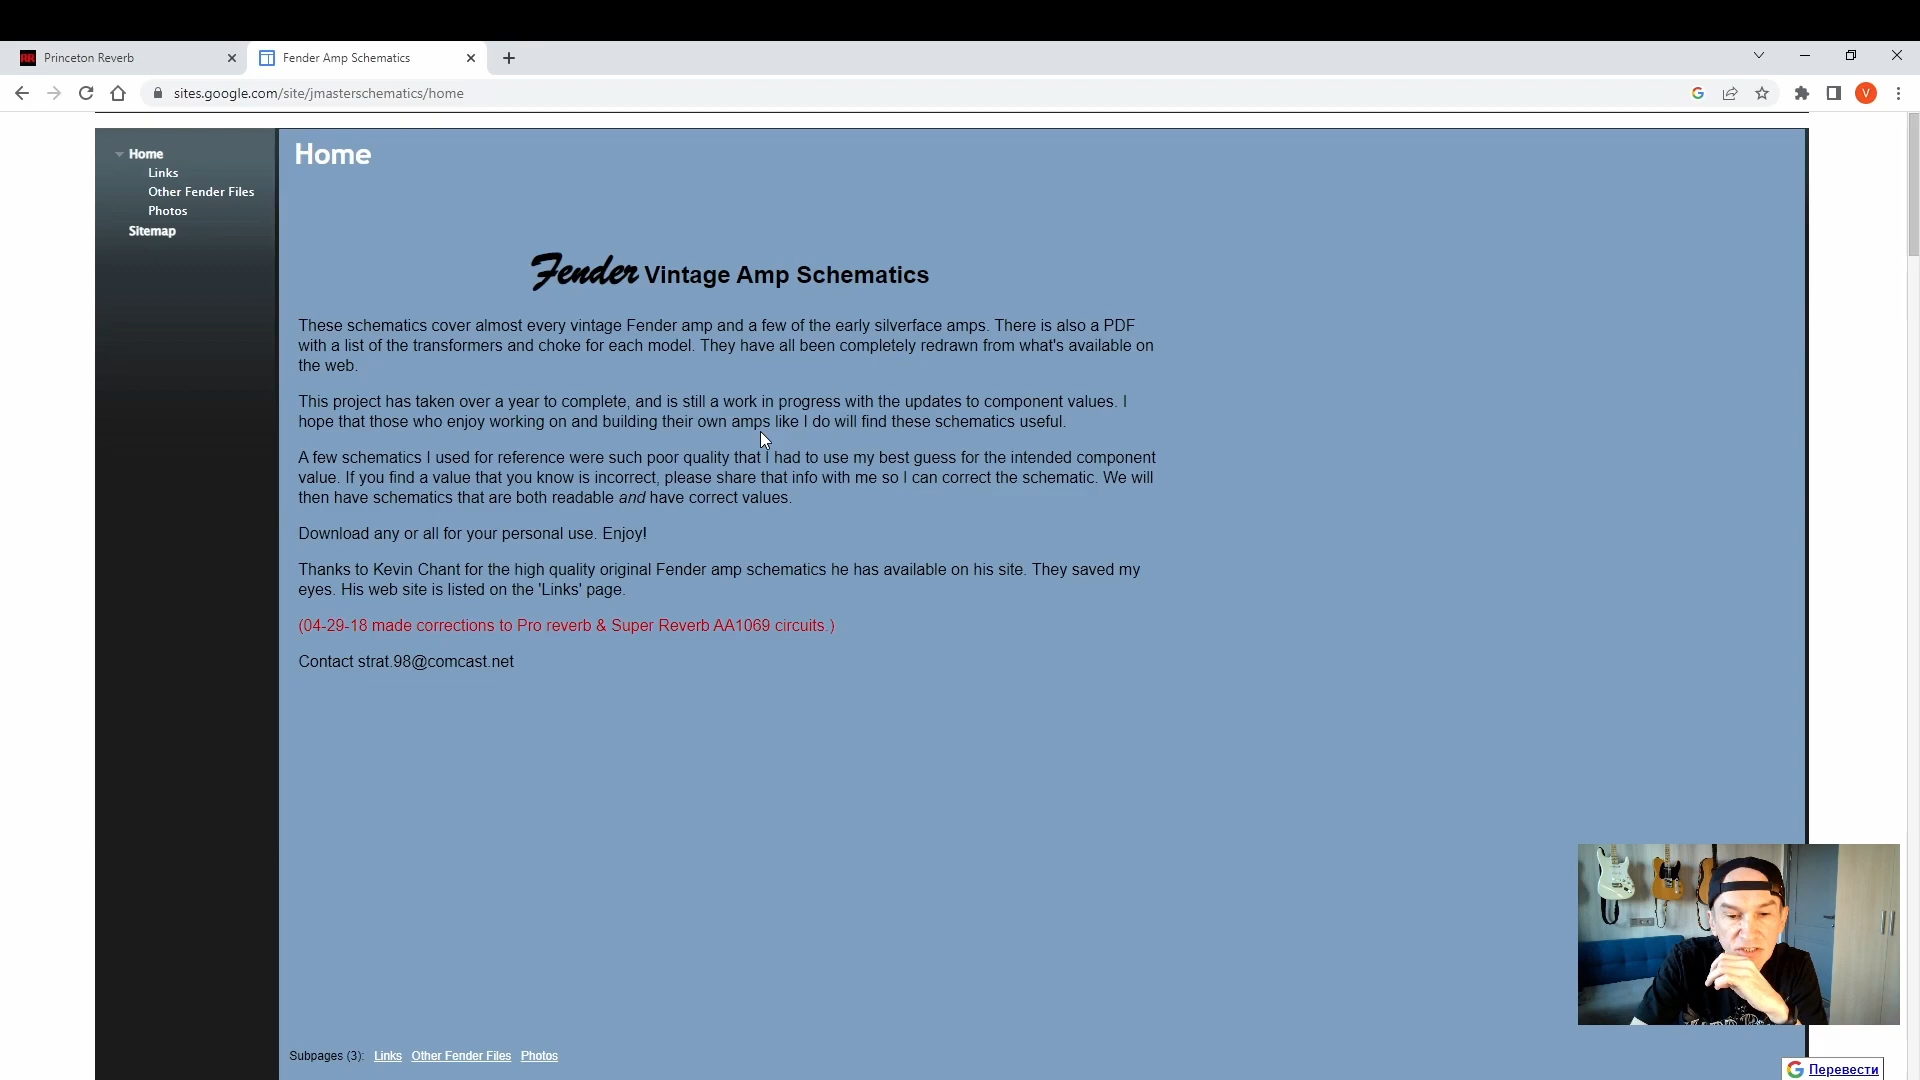 Princeton Reverb
Fender Amp Schematics
sites.google.com/site/jmasterschematics/home
V
Home
Links
Other Fender Files
Photos
Sitemap
Home
Fender Vintage Amp Schematics
These schematics cover almost every vintage Fender amp and a few of the early silverface amps. There is also a PDF
with a list of the transformers and choke for each model. They have all been completely redrawn from what's available on
the web.
This project has taken over a year to complete, and is still a work in progress with the updates to component values. I
hope that those who enjoy working on and building their own amps like I do will find these schematics useful.
A few schematics I used for reference were such poor quality that I had to use my best guess for the intended component
value. If you find a value that you know is incorrect, please share that info with me so I can correct the schematic. We will
then have schematics that are both readable and have correct values.
Download any or all for your personal use. Enjoy!
Thanks to Kevin Chant for the high quality original Fender amp schematics he has available on his site. They saved my
eyes. His web site is listed on the 'Links' page.
(04-29-18 made corrections to Pro reverb & Super Reverb AA1069 circuits.)
Contact strat.98@comcast.net
Subpages (3): Links Other Fender Files Photos
G Перевести